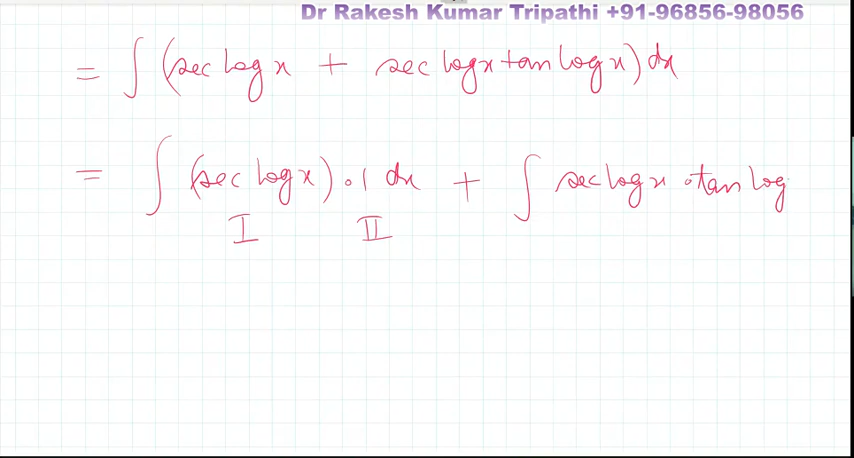 Dr Rakesh Kumar Tripathi +91-96856-98056
= ∫ (sec log x + sec log x tan log x) dx
= ∫ (sec log x) . 1 dx + ∫ sec log x . tan log
I II